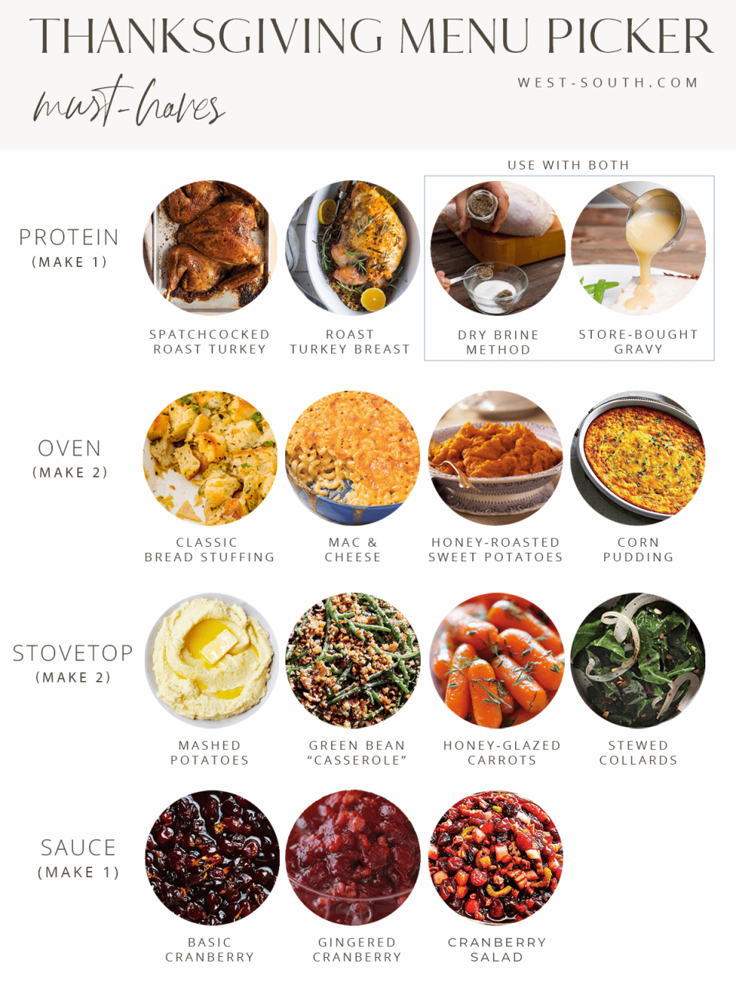 THANKSGIVING MENU PICKER
must-haves
WEST-SOUTH.COM
USE WITH BOTH
PROTEIN
(MAKE 1)
SPATCHCOCKED
ROAST TURKEY
ROAST
TURKEY BREAST
DRY BRINE
METHOD
STORE-BOUGHT
GRAVY
OVEN
(MAKE 2)
CLASSIC
BREAD STUFFING
MAC &
CHEESE
HONEY-ROASTED
SWEET POTATOES
CORN
PUDDING
STOVETOP
(MAKE 2)
MASHED
POTATOES
GREEN BEAN
“CASSEROLE”
HONEY-GLAZED
CARROTS
STEWED
COLLARDS
SAUCE
(MAKE 1)
BASIC
CRANBERRY
GINGERED
CRANBERRY
CRANBERRY
SALAD